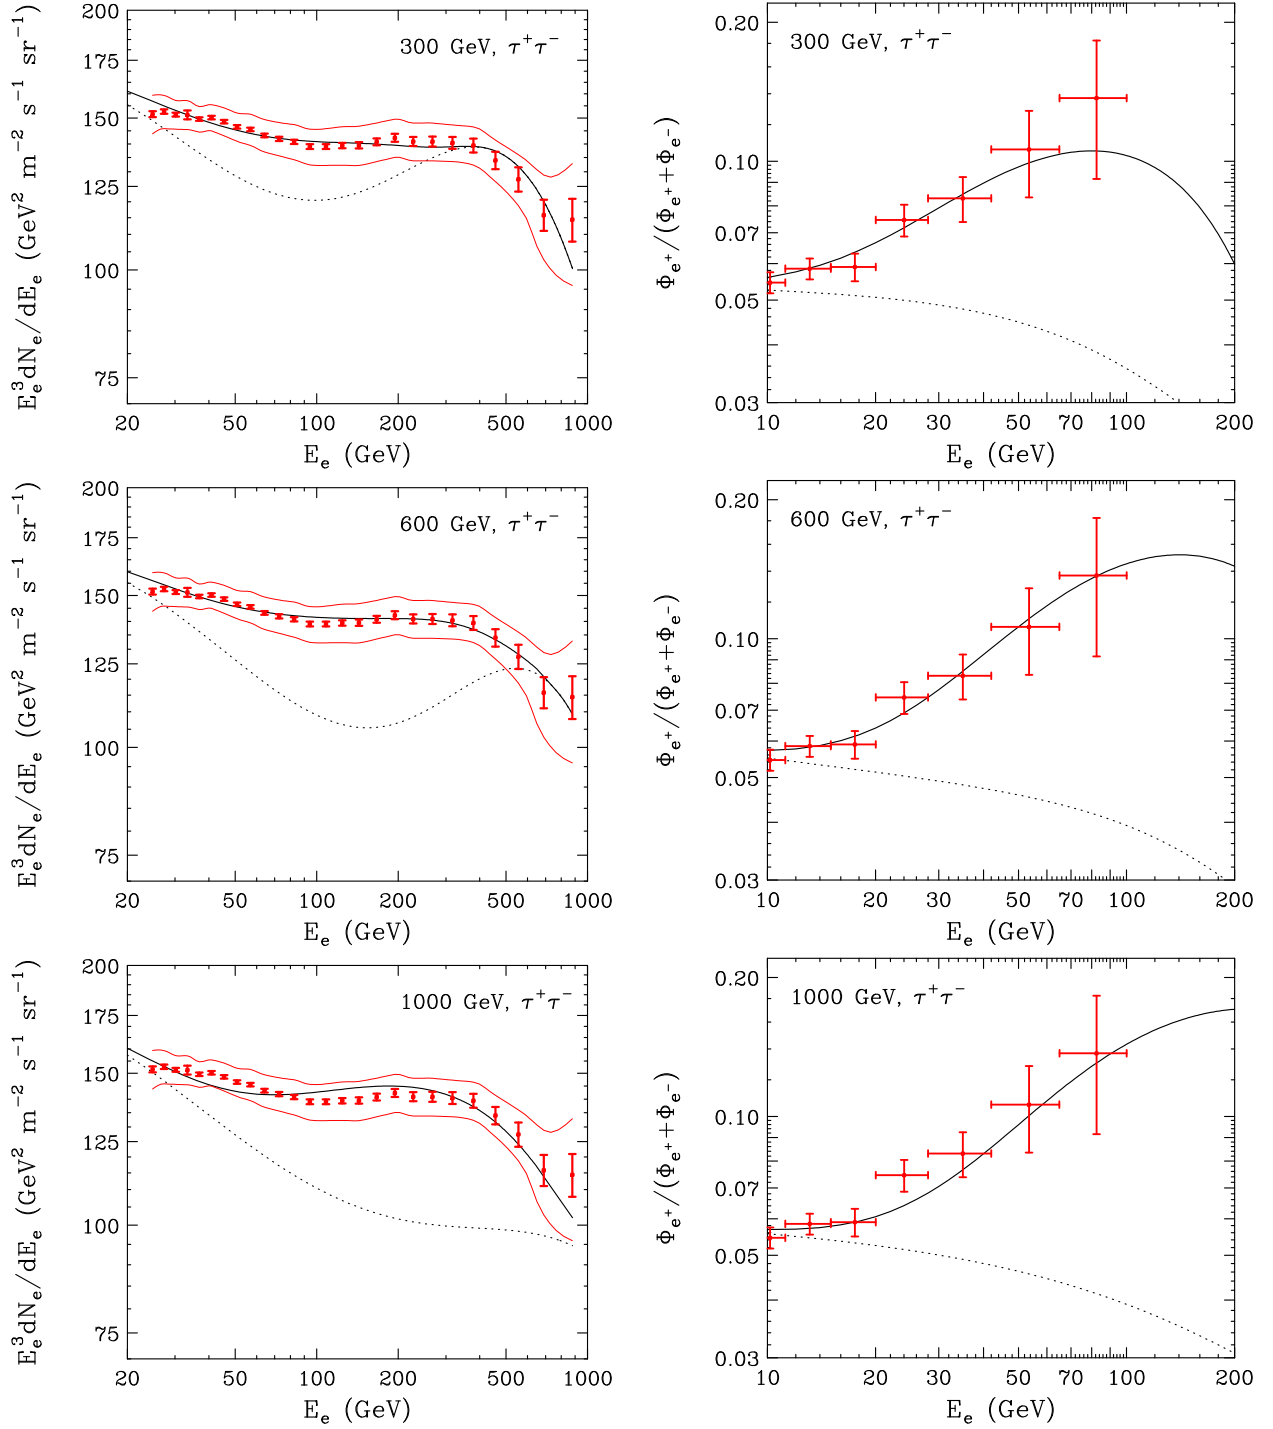 300 GeV, τ⁺τ⁻
E_e³dN_e/dE_e (GeV² m⁻² s⁻¹ sr⁻¹)
200
175
150
125
100
75
20 50 100 200 500 1000
E_e (GeV)
300 GeV, τ⁺τ⁻
Φ_e⁺/(Φ_e⁺+Φ_e⁻)
0.20
0.10
0.07
0.05
0.03
10 20 30 50 70 100 200
E_e (GeV)
600 GeV, τ⁺τ⁻
E_e³dN_e/dE_e (GeV² m⁻² s⁻¹ sr⁻¹)
200
175
150
125
100
75
20 50 100 200 500 1000
E_e (GeV)
600 GeV, τ⁺τ⁻
Φ_e⁺/(Φ_e⁺+Φ_e⁻)
0.20
0.10
0.07
0.05
0.03
10 20 30 50 70 100 200
E_e (GeV)
1000 GeV, τ⁺τ⁻
E_e³dN_e/dE_e (GeV² m⁻² s⁻¹ sr⁻¹)
200
175
150
125
100
75
20 50 100 200 500 1000
E_e (GeV)
1000 GeV, τ⁺τ⁻
Φ_e⁺/(Φ_e⁺+Φ_e⁻)
0.20
0.10
0.07
0.05
0.03
10 20 30 50 70 100 200
E_e (GeV)